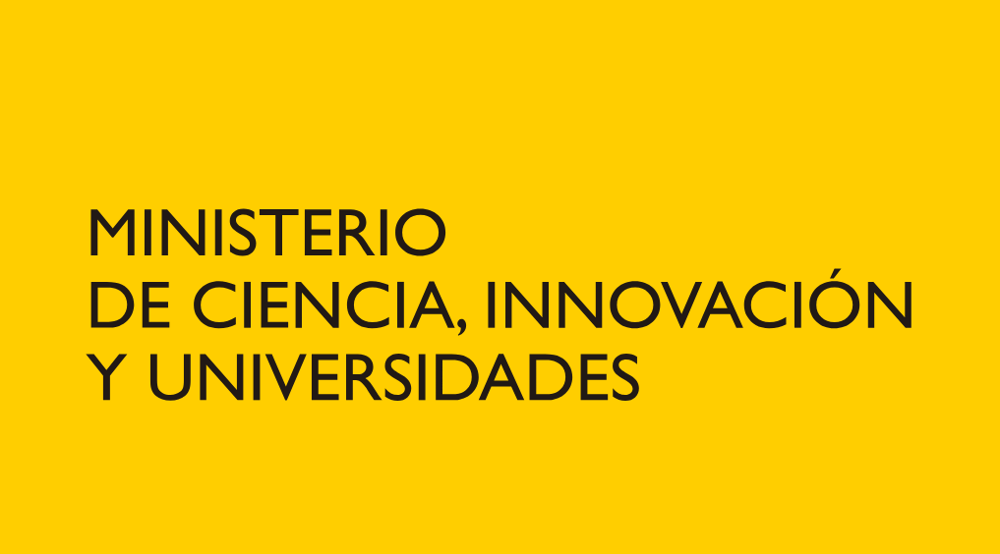 MINISTERIO
DE CIENCIA, INNOVACIÓN
Y UNIVERSIDADES